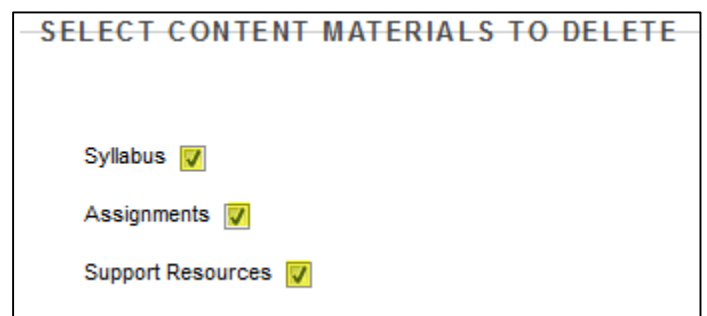 SELECT CONTENT MATERIALS TO DELETE
Syllabus
Assignments
Support Resources